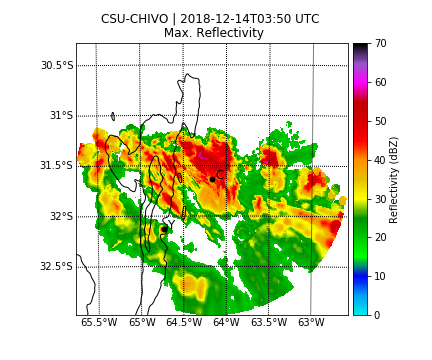 CSU-CHIVO | 2018-12-14T03:50 UTC
Max. Reflectivity
30.5°S
31°S
31.5°S
32°S
32.5°S
65.5°W 65°W 64.5°W 64°W 63.5°W 63°W
70
60
50
40
30
20
10
0
Reflectivity (dBZ)
C
Y